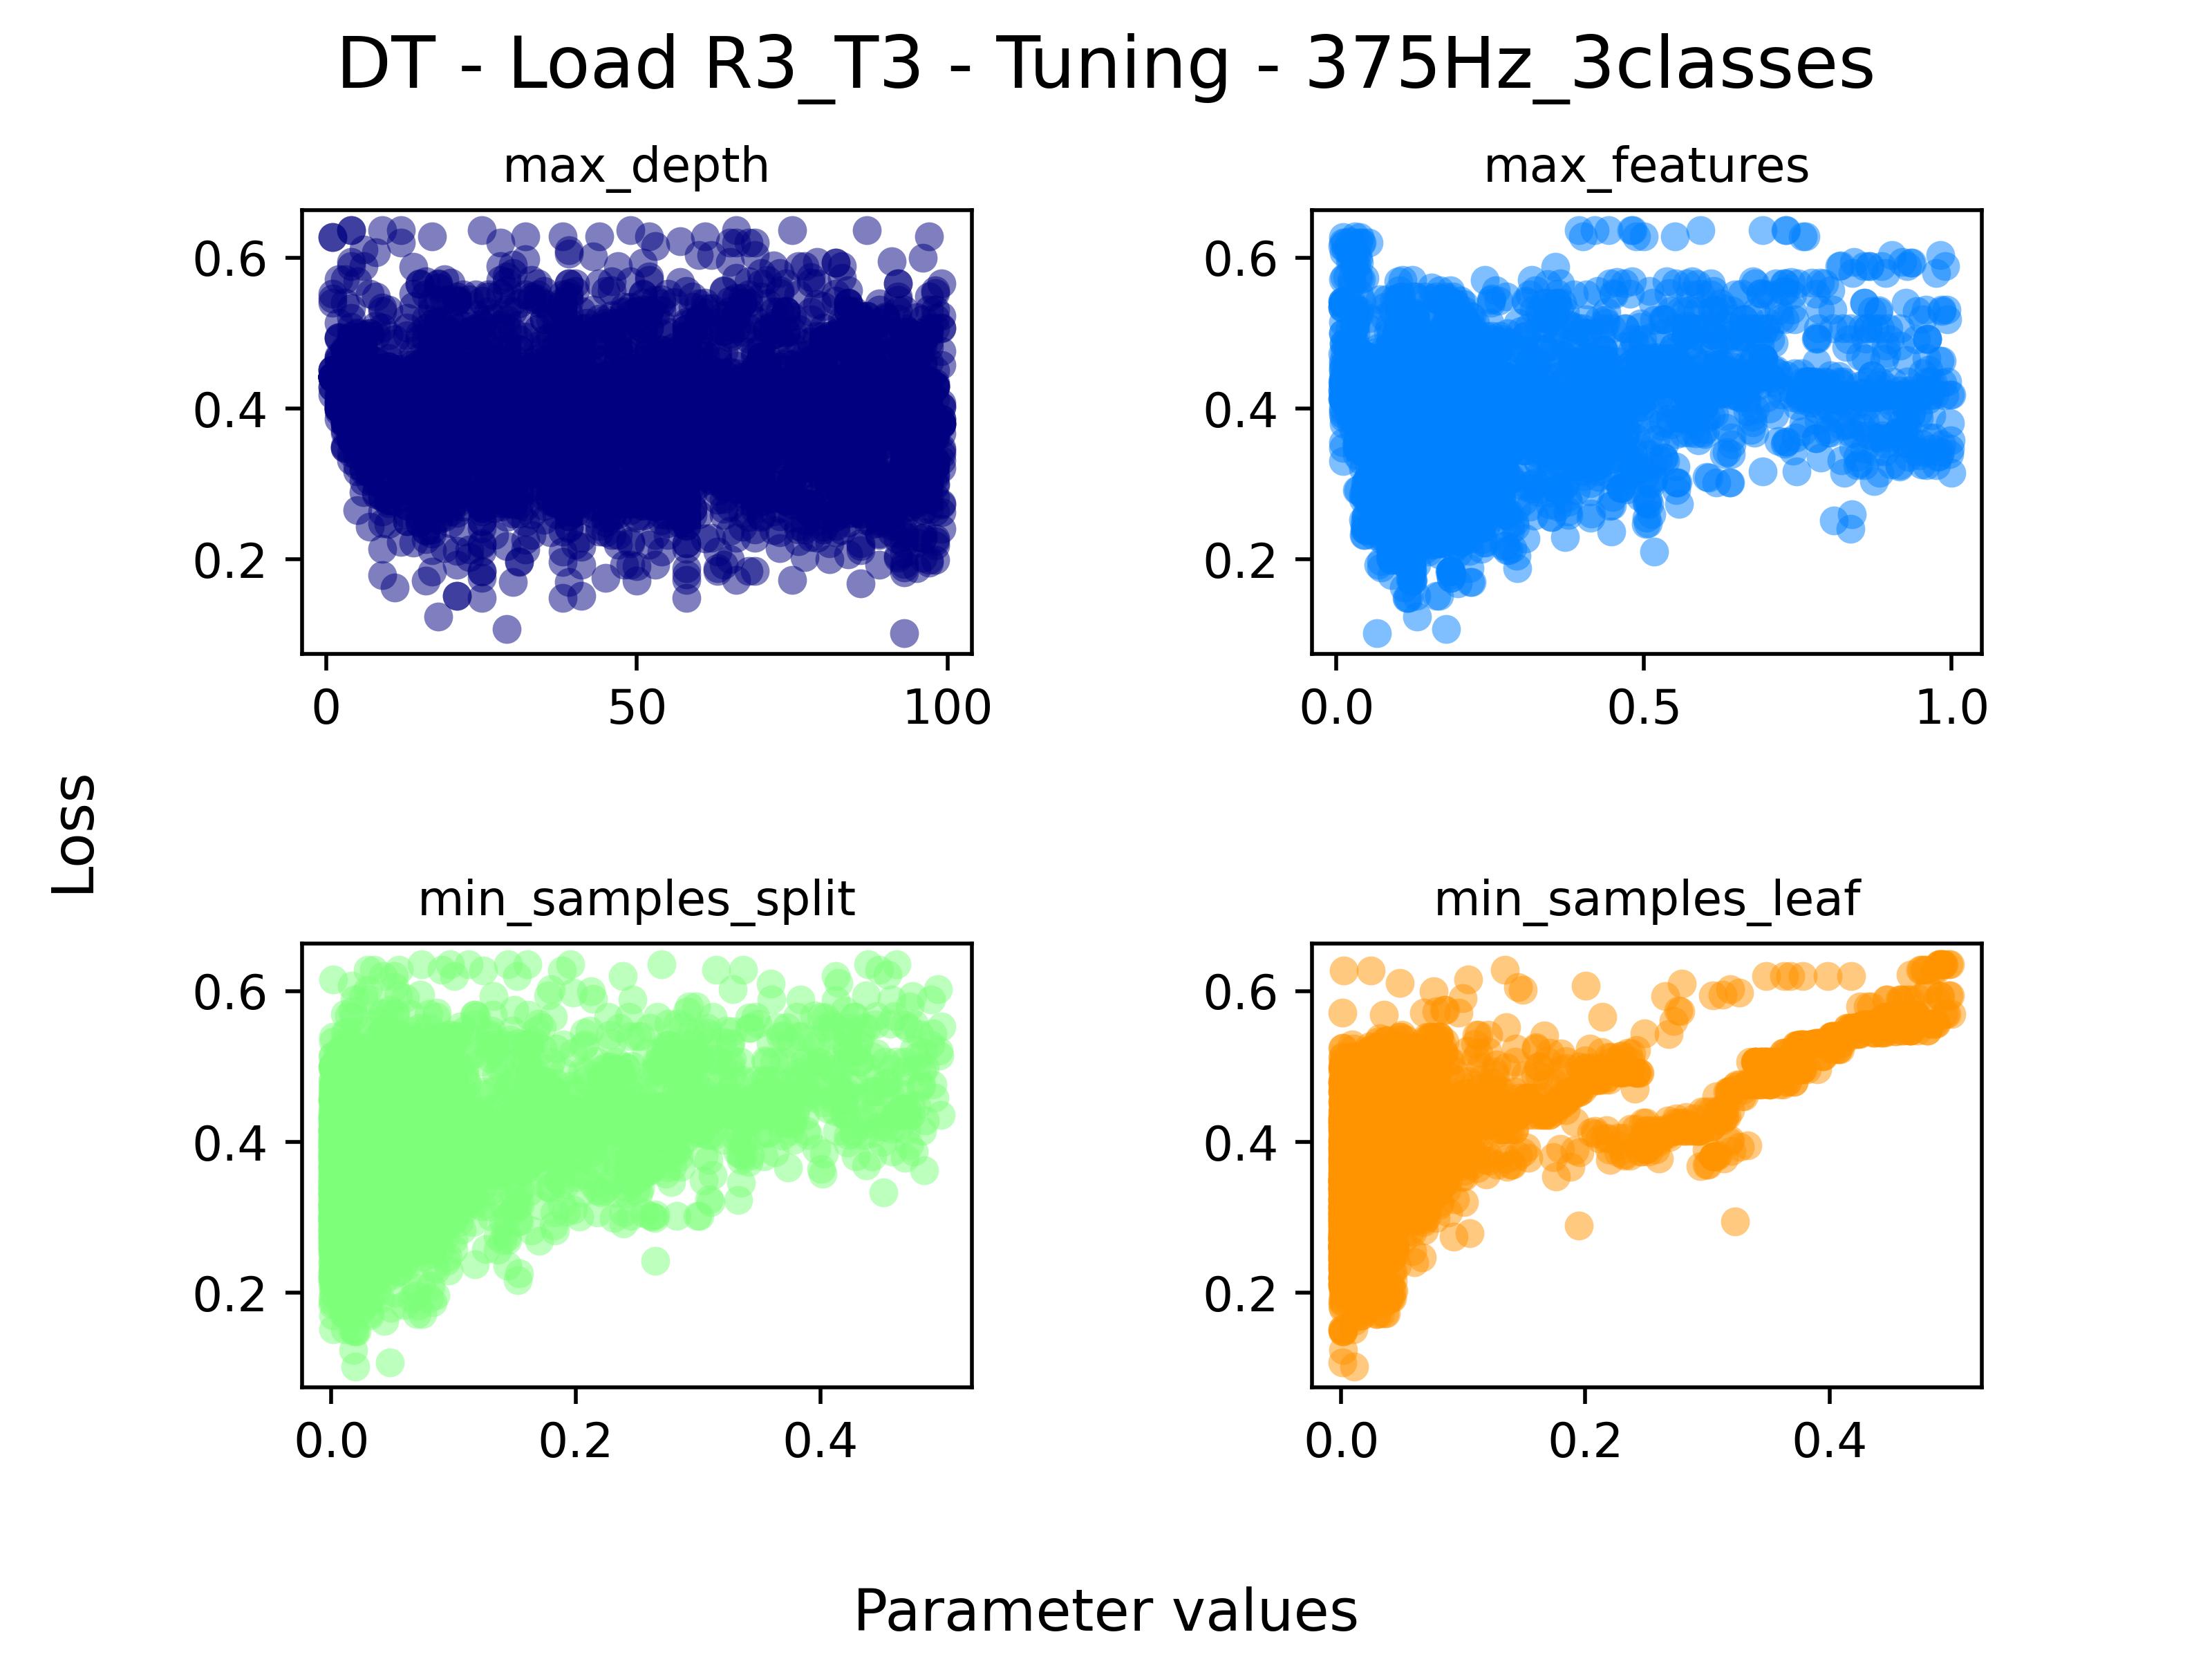 DT - Load R3_T3 - Tuning - 375Hz_3classes
max_depth
0.6
0.4
0.2
0 50 100
max_features
0.6
0.4
0.2
0.0 0.5 1.0
Loss
min_samples_split
0.6
0.4
0.2
0.0 0.2 0.4
min_samples_leaf
0.6
0.4
0.2
0.0 0.2 0.4
Parameter values